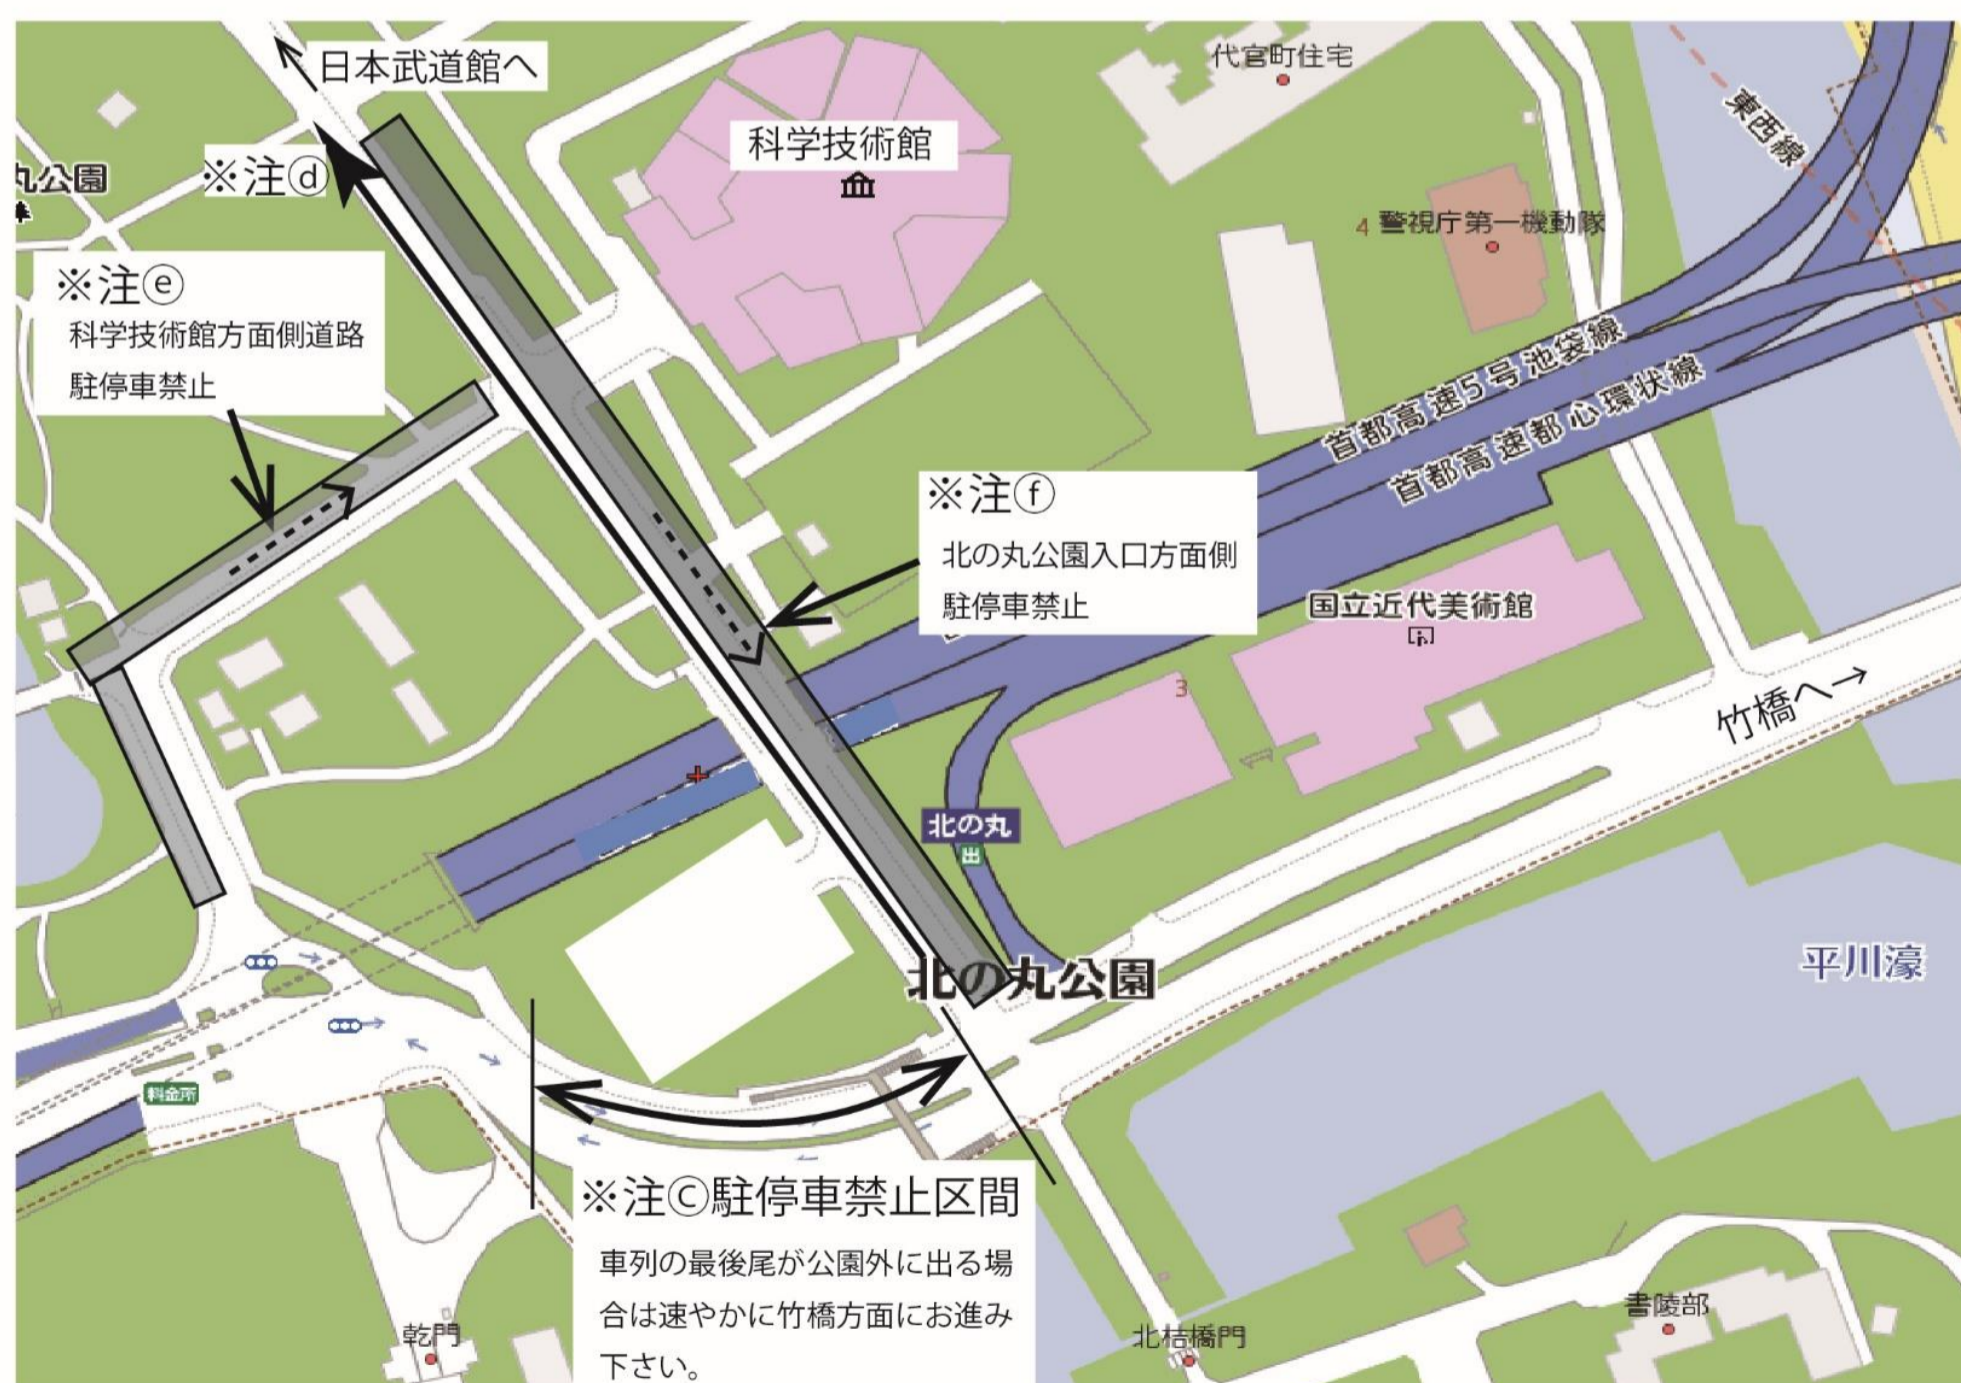 日本武道館へ
代官町住宅
東西線
科学技術館
※注ⓓ
丸公園
4 警視庁第一機動隊
※注ⓔ
科学技術館方面側道路
駐停車禁止
首都高速5号池袋線
首都高速都心環状線
※注ⓕ
北の丸公園入口方面側
駐停車禁止
国立近代美術館
3
竹橋へ→
北の丸
出
北の丸公園
平川濠
料金所
※注Ⓒ駐停車禁止区間
車列の最後尾が公園外に出る場
合は速やかに竹橋方面にお進み
下さい。
乾門
北桔橋門
書陵部